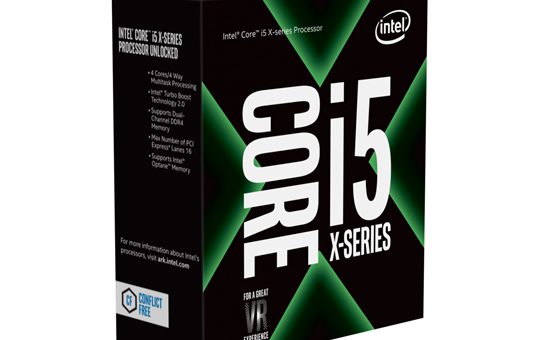 INTEL® CORE™ i5 X-SERIES
PROCESSOR UNLOCKED
• 4 Cores/4 Way
Multitask Processing
• Intel® Turbo Boost
Technology 2.0
• Supports Dual-
Channel DDR4
Memory
• Max Number of PCI
Express® Lanes 16
• Supports Intel®
Optane™ Memory
For more information about Intel's
processors, visit ark.intel.com
CF
CONFLICT
FREE
Intel® Core™ i5 X-series Processor
intel
CORE
i5
X-SERIES
FOR A GREAT
VR
EXPERIENCE